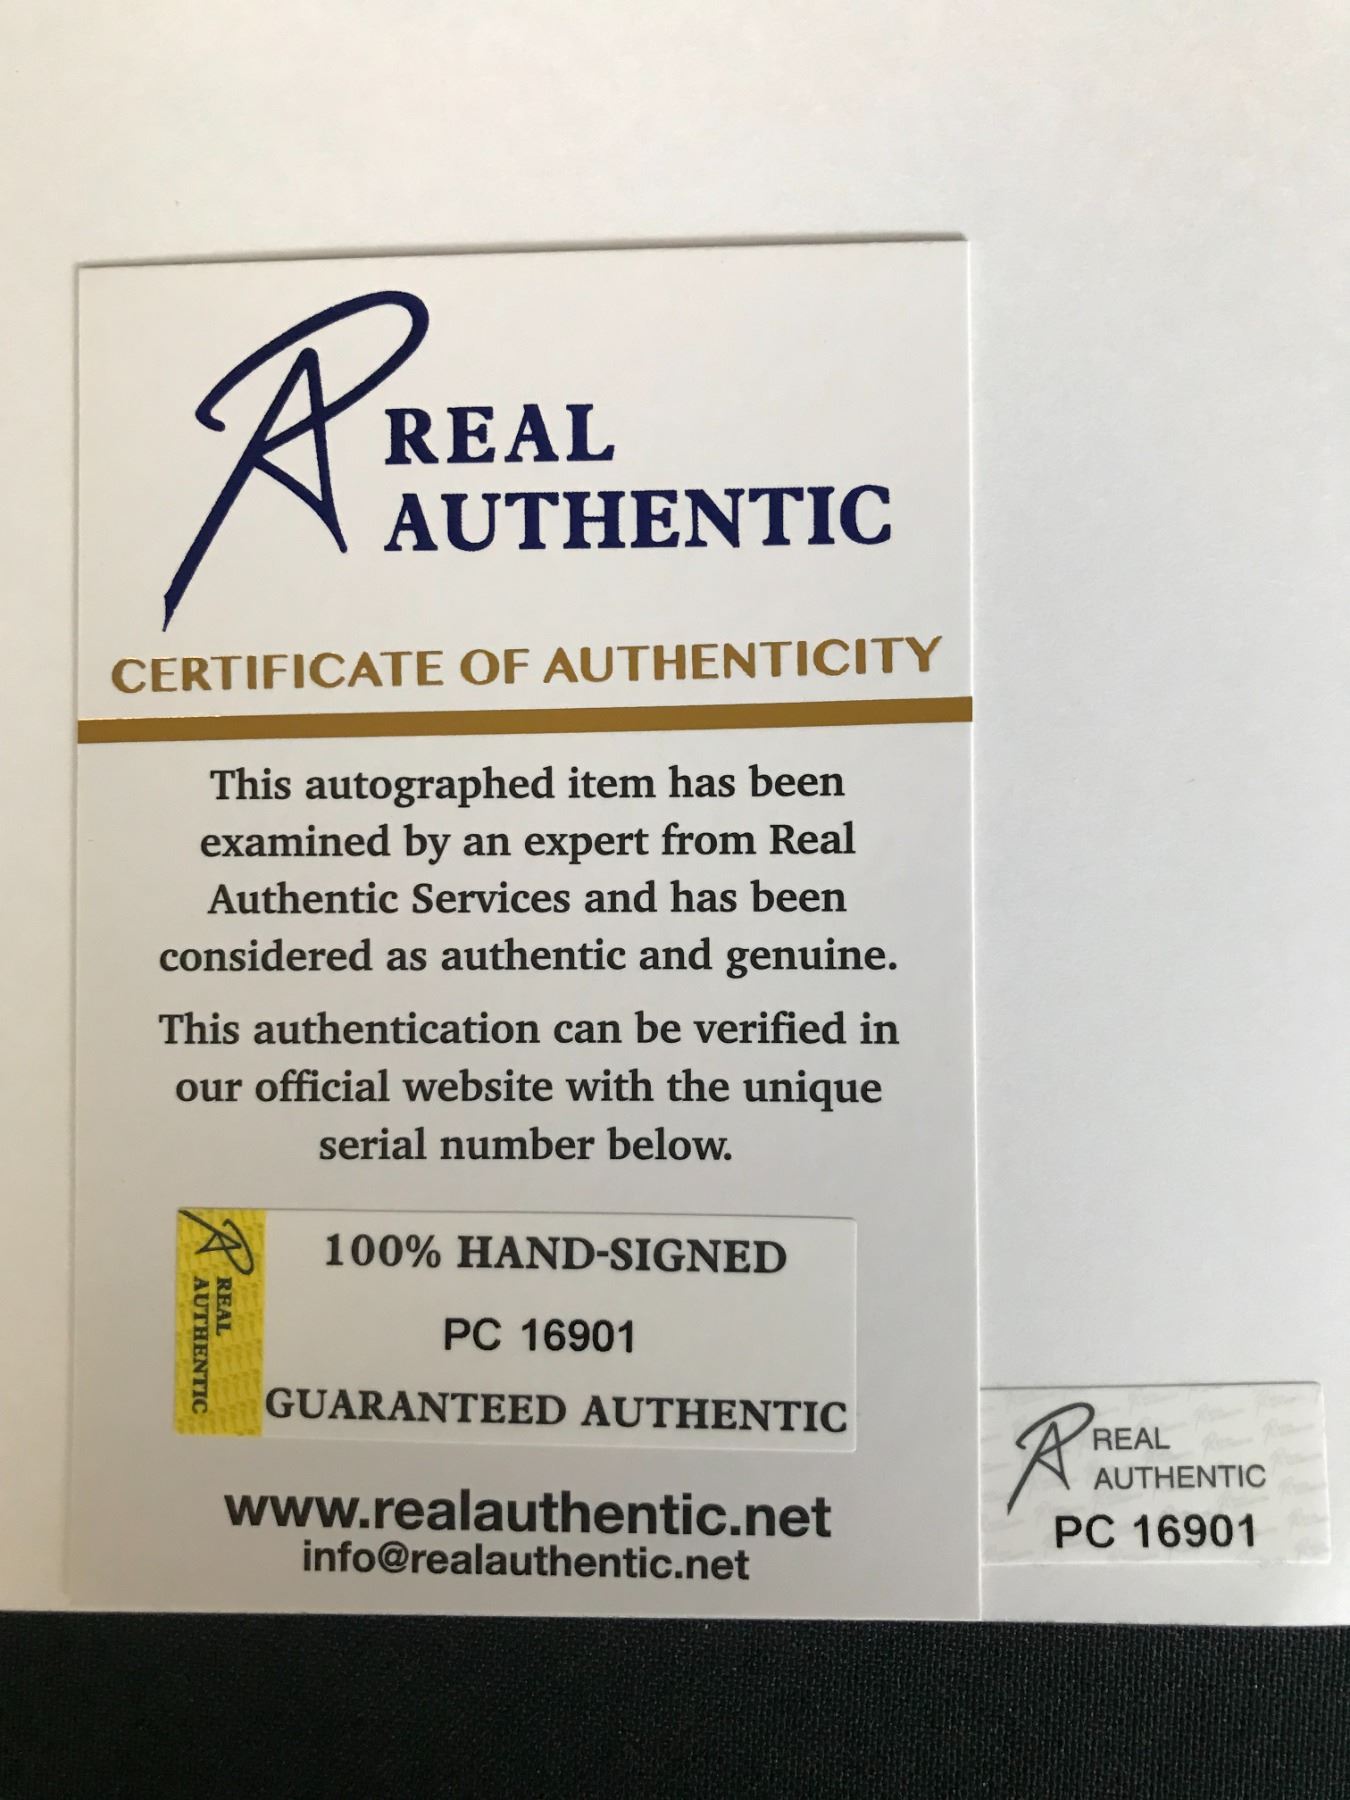 REAL
AUTHENTIC
CERTIFICATE OF AUTHENTICITY
This autographed item has been
examined by an expert from Real
Authentic Services and has been
considered as authentic and genuine.
This authentication can be verified in
our official website with the unique
serial number below.
REAL
AUTHENTIC
100% HAND-SIGNED
PC 16901
GUARANTEED AUTHENTIC
www.realauthentic.net
info@realauthentic.net
REAL
AUTHENTIC
PC 16901